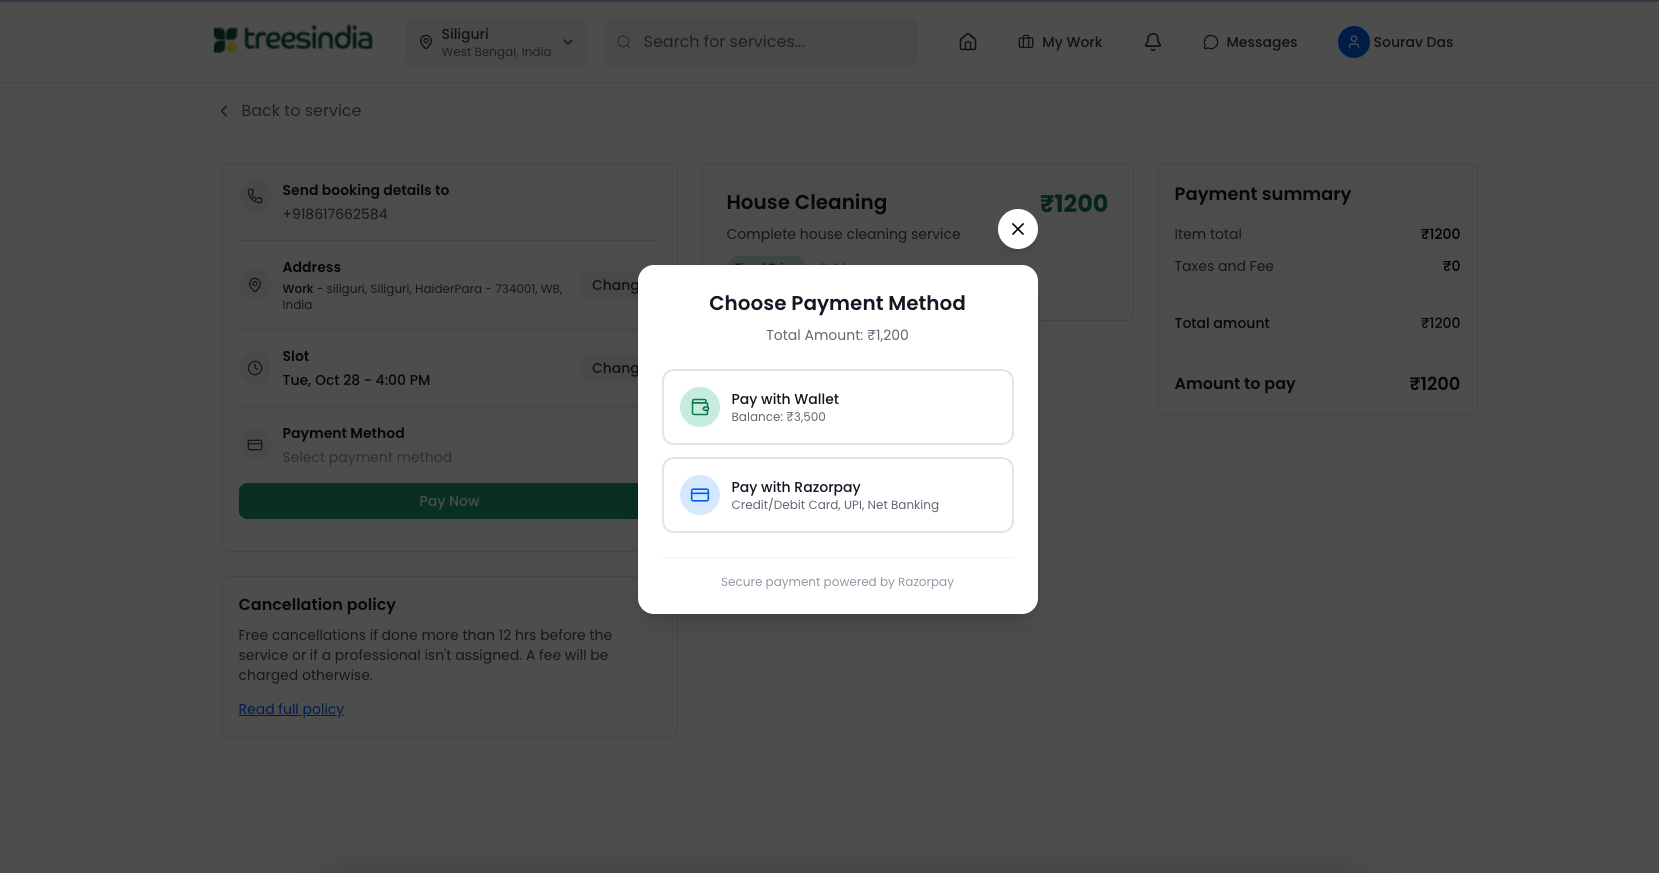 treesindia
Siliguri
West Bengal, India
Search for services...
My Work
Messages
Sourav Das
Back to service
Send booking details to
+918617662584
Address
Work - siliguri, Siliguri, HaiderPara - 734001, WB,
India
Chang
Slot
Tue, Oct 28 - 4:00 PM
Chang
Payment Method
Select payment method
Pay Now
Cancellation policy
Free cancellations if done more than 12 hrs before the
service or if a professional isn't assigned. A fee will be
charged otherwise.
Read full policy
House Cleaning
₹1200
Complete house cleaning service
Choose Payment Method
Total Amount: ₹1,200
Pay with Wallet
Balance: ₹3,500
Pay with Razorpay
Credit/Debit Card, UPI, Net Banking
Secure payment powered by Razorpay
Payment summary
Item total ₹1200
Taxes and Fee ₹0
Total amount ₹1200
Amount to pay ₹1200